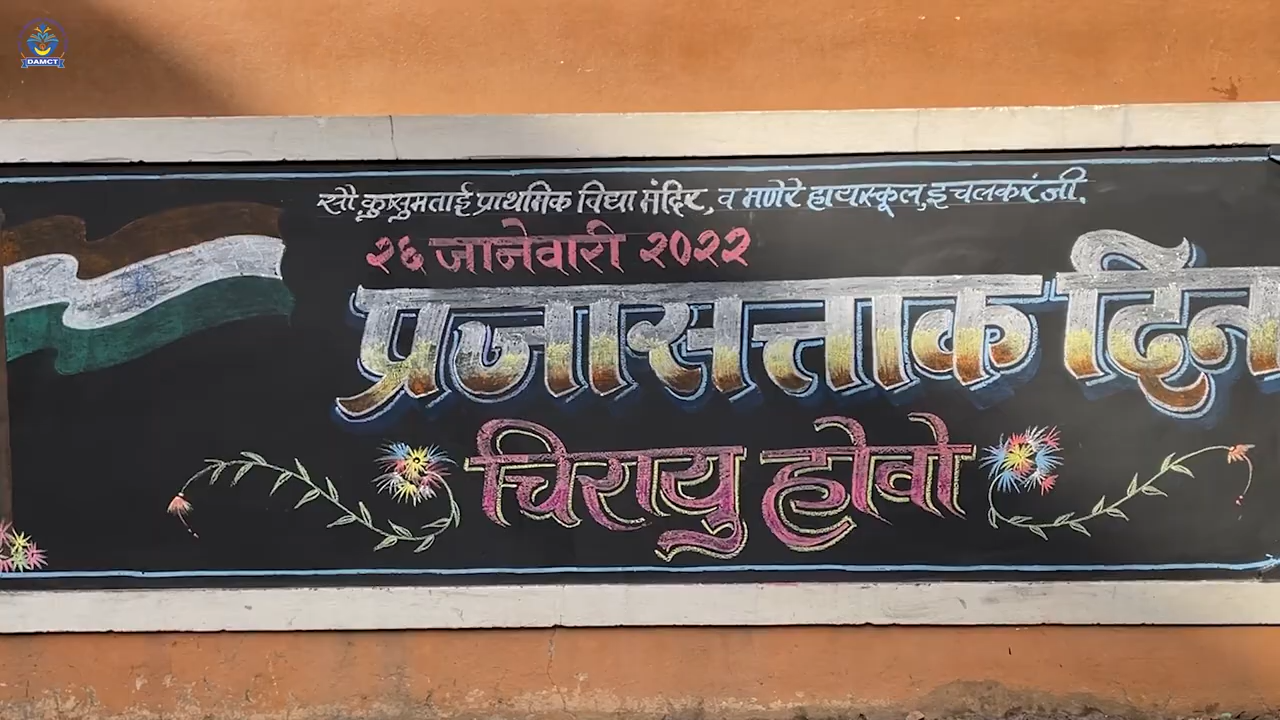 DAMCT
सौ.कुसुमताई प्राथमिक विद्या मंदिर, व मणेरे हायस्कूल, इचलकरंजी.
२६ जानेवारी २०२२
प्रजासत्ताक दिन
चिरायु होवो